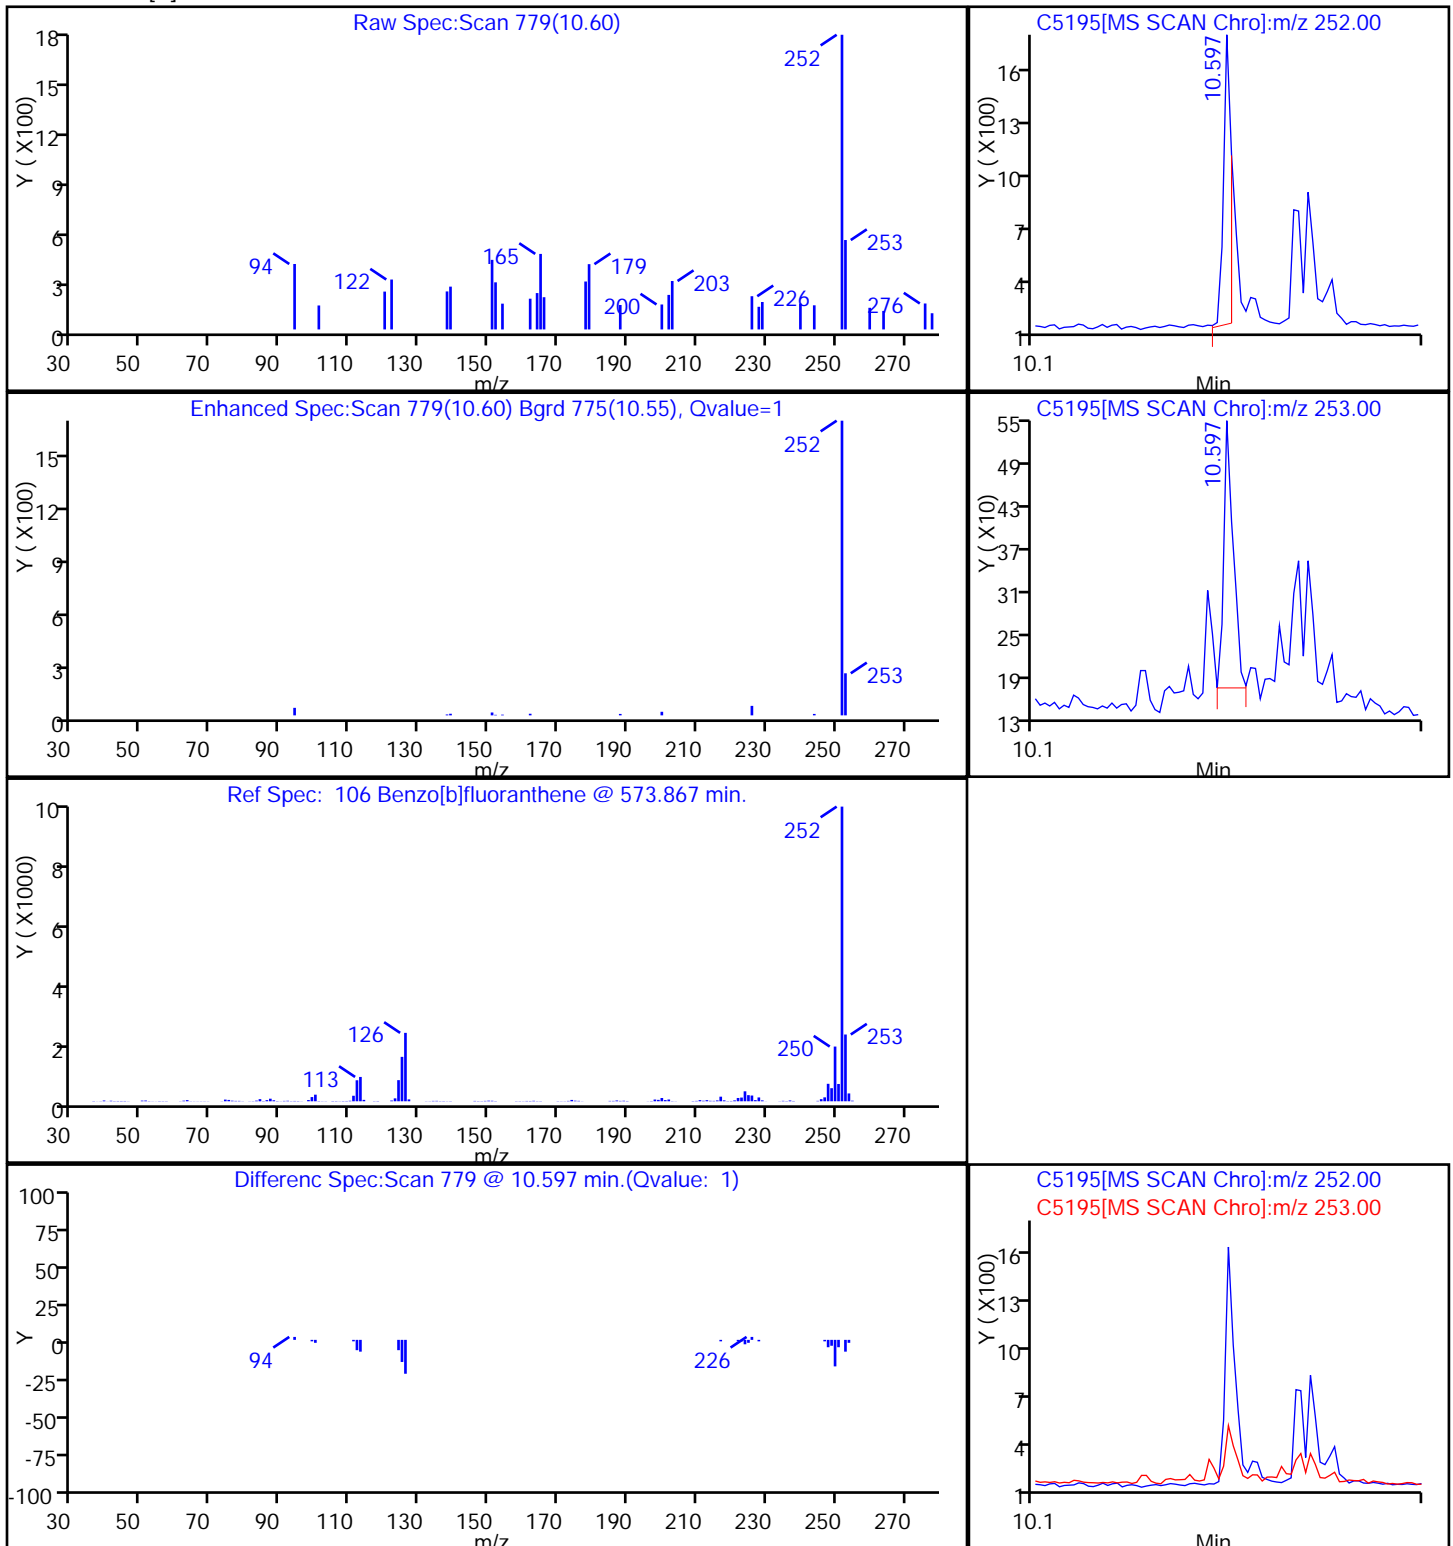 Raw Spec:Scan 779(10.60)
18
15
12
9
6
3
0
Y ( X100)
252
253
94
122
165
179
200
203
226
276
30 50 70 90 110 130 150 170 190 210 230 250 270
m/z
C5195[MS SCAN Chro]:m/z 252.00
10.597
16
13
10
7
4
1
Y ( X100)
10.1
Min
Enhanced Spec:Scan 779(10.60) Bgrd 775(10.55), Qvalue=1
15
12
9
6
3
0
Y ( X100)
252
253
30 50 70 90 110 130 150 170 190 210 230 250 270
m/z
C5195[MS SCAN Chro]:m/z 253.00
10.597
55
49
43
37
31
25
19
13
Y ( X10)
10.1
Min
Ref Spec: 106 Benzo[b]fluoranthene @ 573.867 min.
10
8
6
4
2
0
Y ( X1000)
252
126
113
250
253
30 50 70 90 110 130 150 170 190 210 230 250 270
m/z
Differenc Spec:Scan 779 @ 10.597 min.(Qvalue: 1)
100
75
50
25
0
-25
-50
-75
-100
Y
94
226
30 50 70 90 110 130 150 170 190 210 230 250 270
m/z
C5195[MS SCAN Chro]:m/z 252.00
C5195[MS SCAN Chro]:m/z 253.00
16
13
10
7
4
1
Y ( X100)
10.1
Min